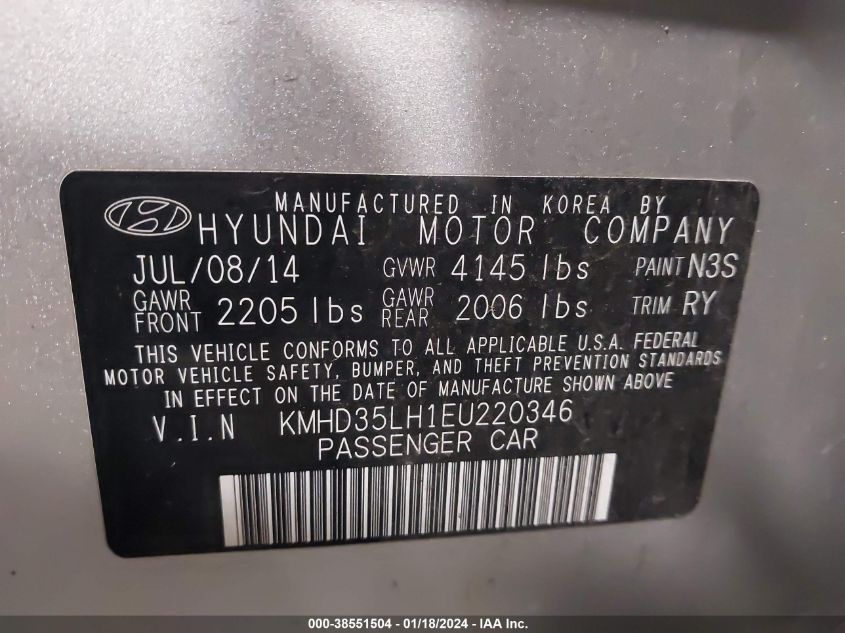 MANUFACTURED IN KOREA BY
HYUNDAI MOTOR COMPANY
JUL/08/14 GVWR 4145 lbs PAINT N3S
GAWR FRONT 2205 lbs GAWR REAR 2006 lbs TRIM RY
THIS VEHICLE CONFORMS TO ALL APPLICABLE U.S.A. FEDERAL
MOTOR VEHICLE SAFETY, BUMPER, AND THEFT PREVENTION STANDARDS
IN EFFECT ON THE DATE OF MANUFACTURE SHOWN ABOVE
V.I.N KMHD35LH1EU220346
PASSENGER CAR
000-38551504 - 01/18/2024 - IAA Inc.